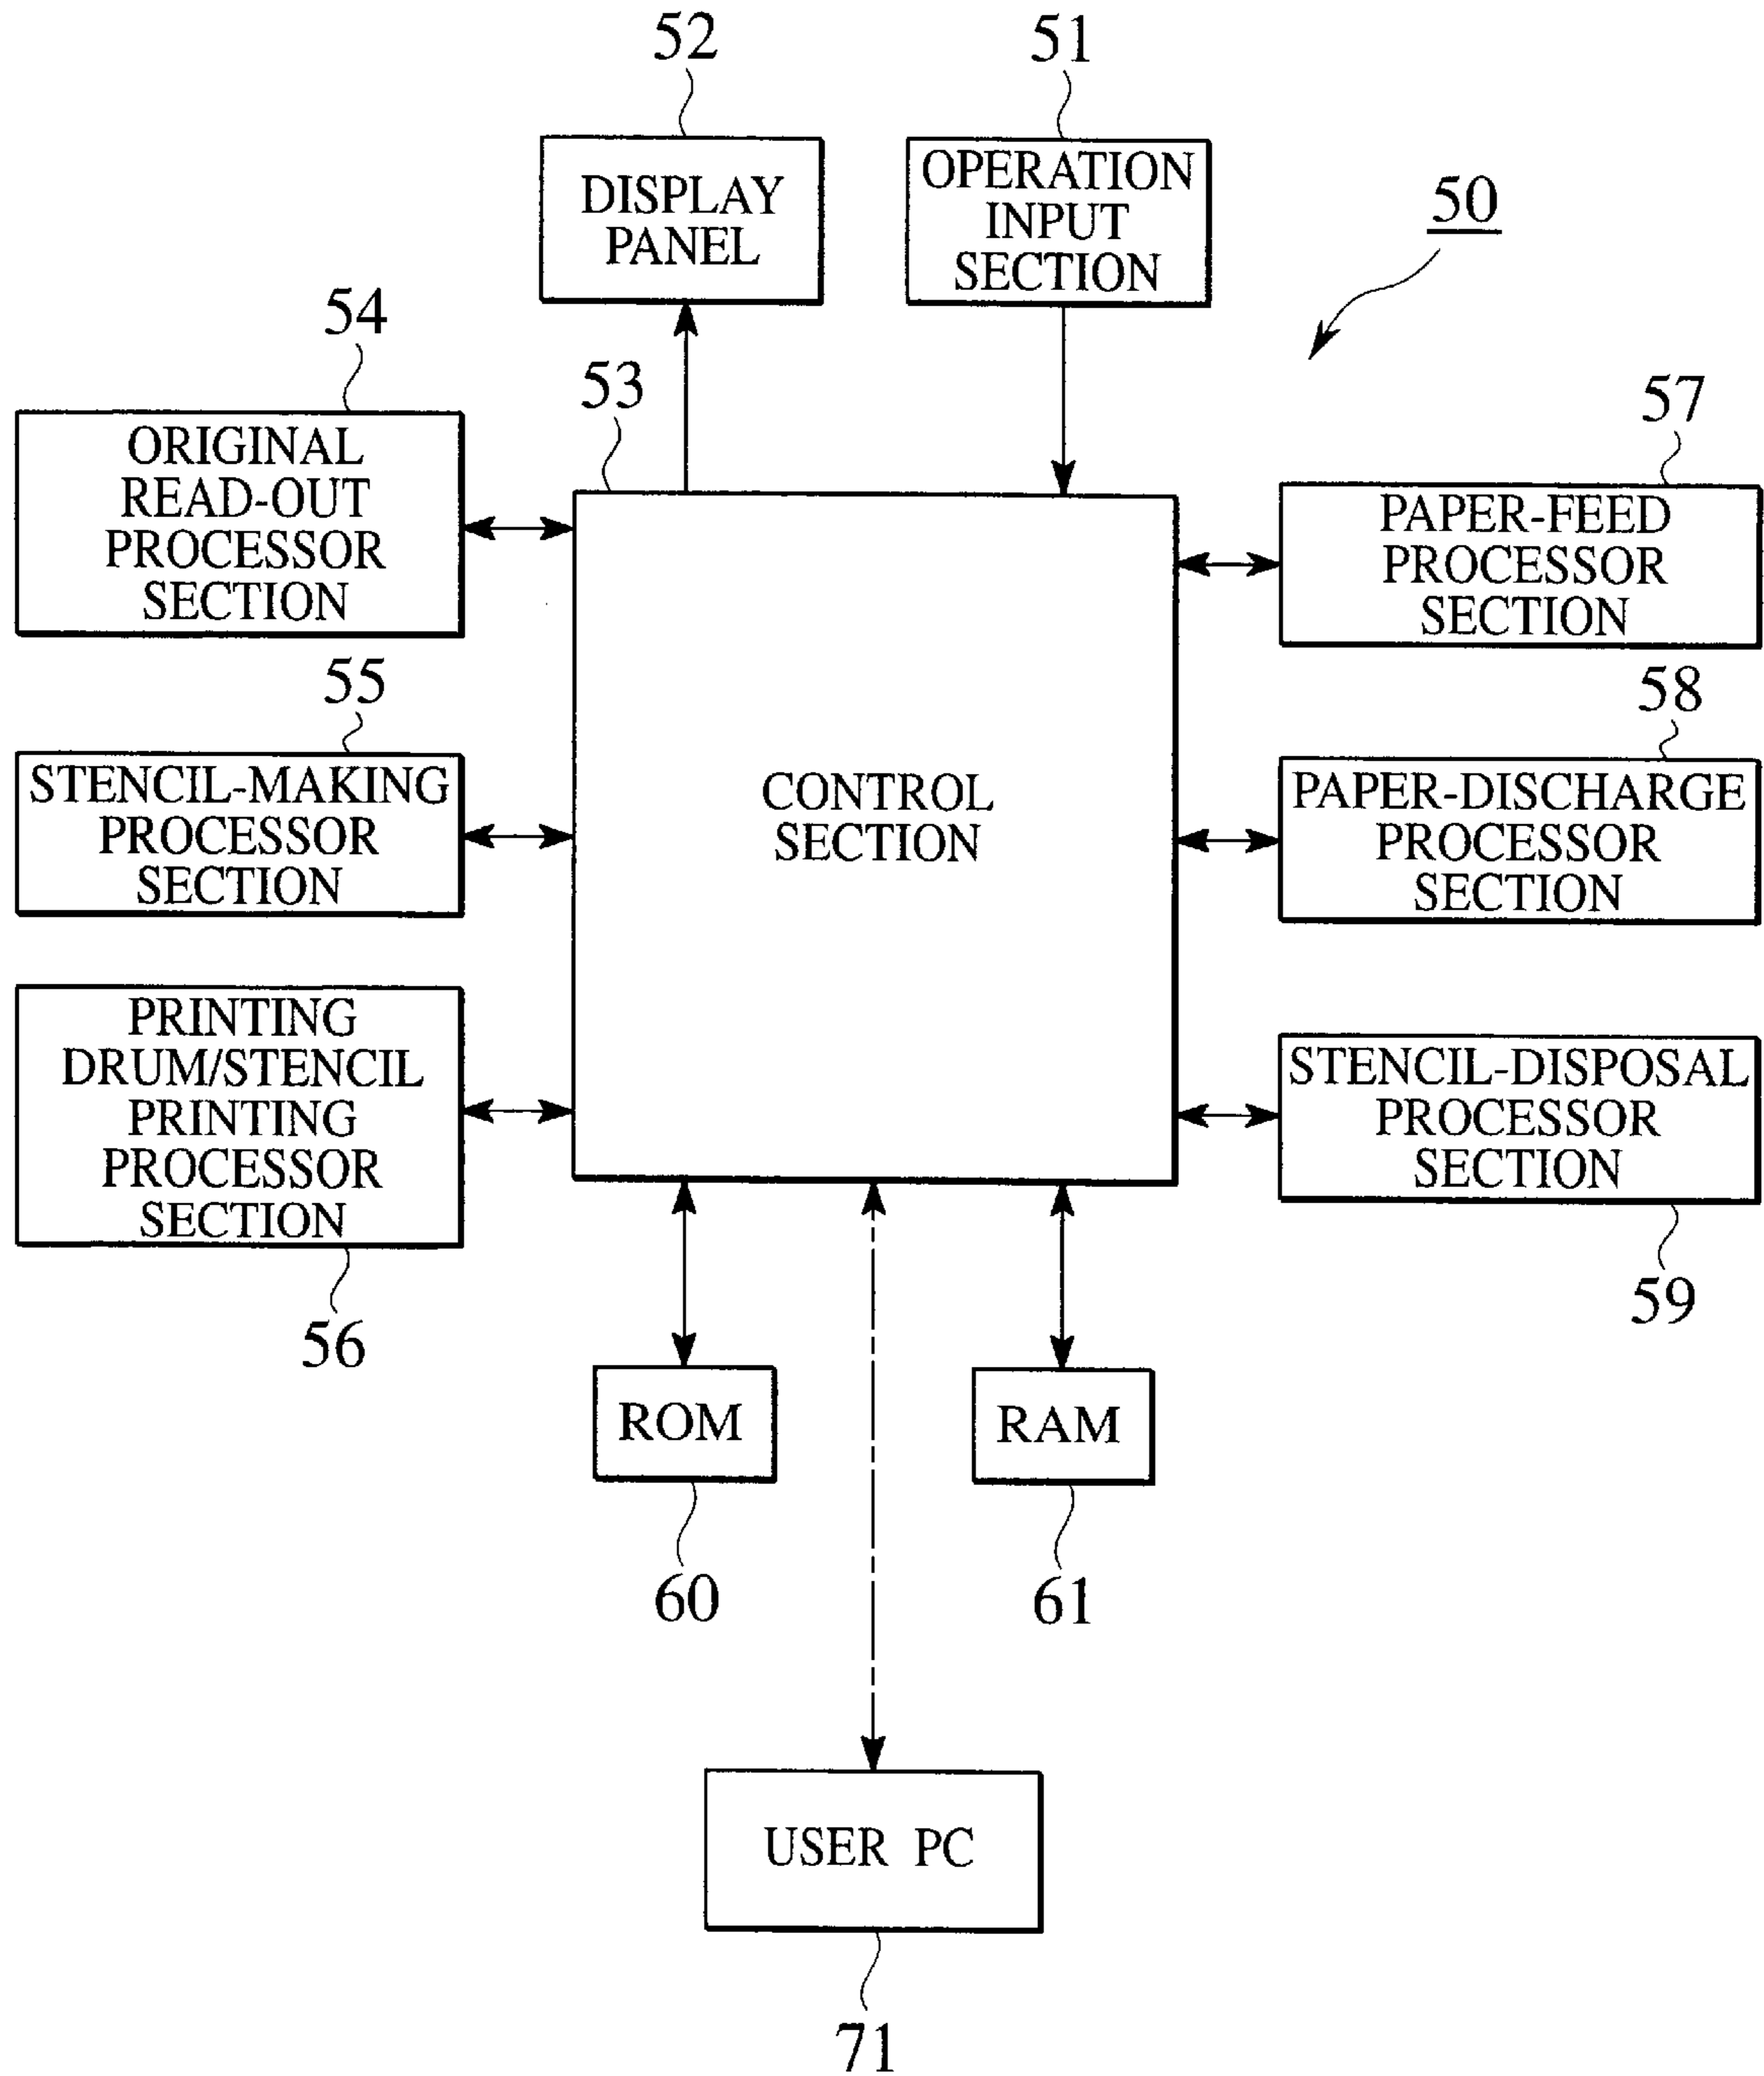 52
51
DISPLAY
PANEL
OPERATION
INPUT
SECTION
50
54
53
57
ORIGINAL
READ-OUT
PROCESSOR
SECTION
PAPER-FEED
PROCESSOR
SECTION
55
58
STENCIL-MAKING
PROCESSOR
SECTION
CONTROL
SECTION
PAPER-DISCHARGE
PROCESSOR
SECTION
PRINTING
DRUM/STENCIL
PRINTING
PROCESSOR
SECTION
STENCIL-DISPOSAL
PROCESSOR
SECTION
56
59
ROM
RAM
60
61
USER PC
71